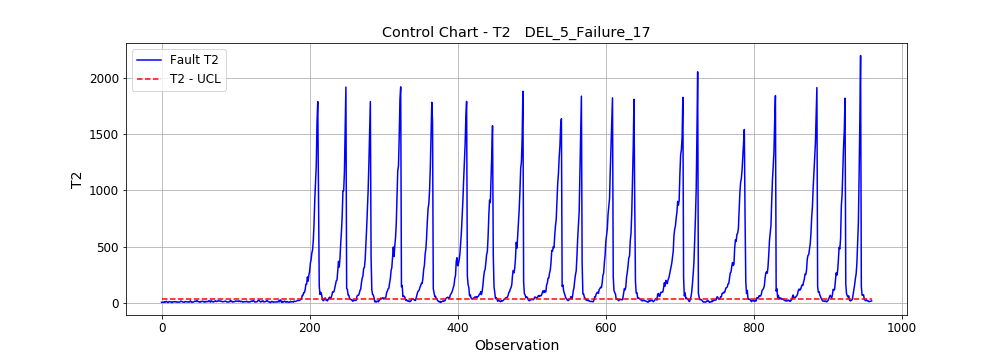 Control Chart - T2   DEL_5_Failure_17
Fault T2
T2 - UCL
T2
2000
1500
1000
500
0
0 200 400 600 800 1000
Observation